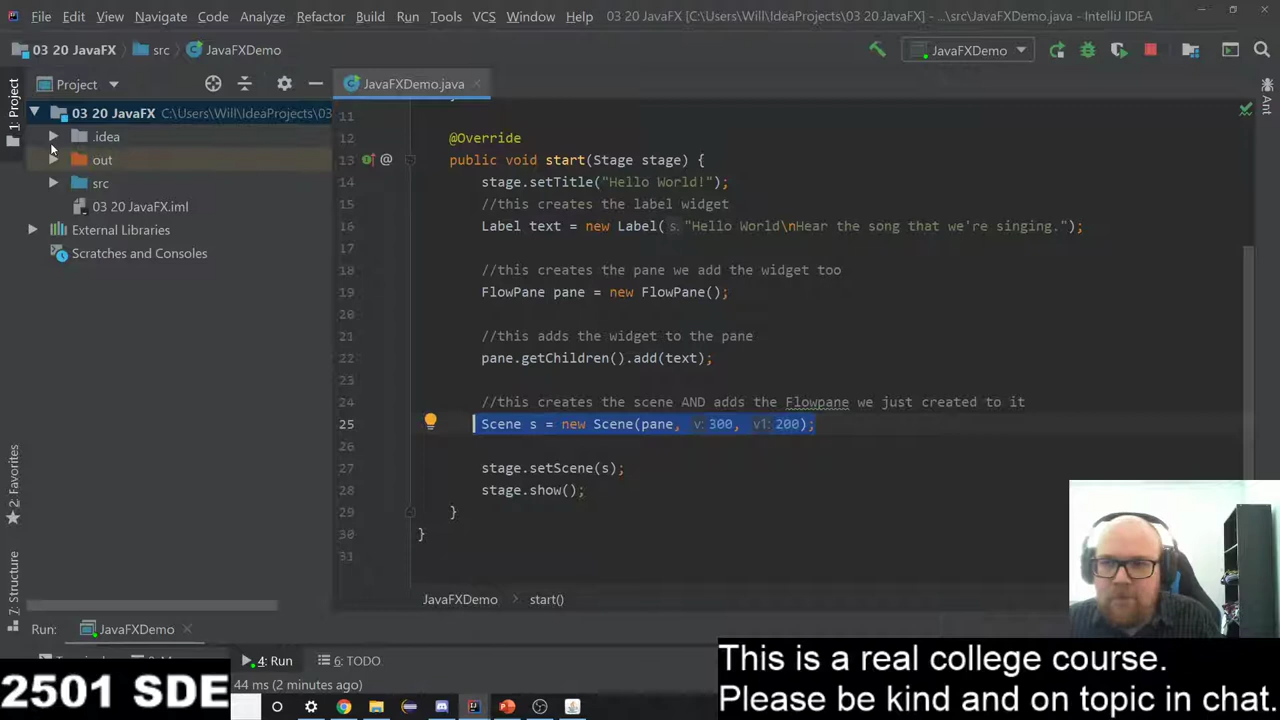 File Edit View Navigate Code Analyze Refactor Build Run Tools VCS Window Help 03 20 JavaFX [C:\Users\Will\IdeaProjects\03 20 JavaFX] - ...\src\JavaFXDemo.java - IntelliJ IDEA
03 20 JavaFX src JavaFXDemo JavaFXDemo
Project JavaFXDemo.java
1: Project
Ant
2: Favorites
7: Structure
03 20 JavaFX C:\Users\Will\IdeaProjects\03
.idea
out
src
03 20 JavaFX.iml
External Libraries
Scratches and Consoles
11
12 @Override
13 @ public void start(Stage stage) {
14 stage.setTitle("Hello World!");
15 //this creates the label widget
16 Label text = new Label( s: "Hello World\nHear the song that we're singing.");
17
18 //this creates the pane we add the widget too
19 FlowPane pane = new FlowPane();
20
21 //this adds the widget to the pane
22 pane.getChildren().add(text);
23
24 //this creates the scene AND adds the Flowpane we just created to it
25 Scene s = new Scene(pane, v: 300, v1: 200);
26
27 stage.setScene(s);
28 stage.show();
29 }
30 }
31
JavaFXDemo start()
Run: JavaFXDemo
4: Run 6: TODO
44 ms (2 minutes ago)
2501 SDE
This is a real college course.
Please be kind and on topic in chat.